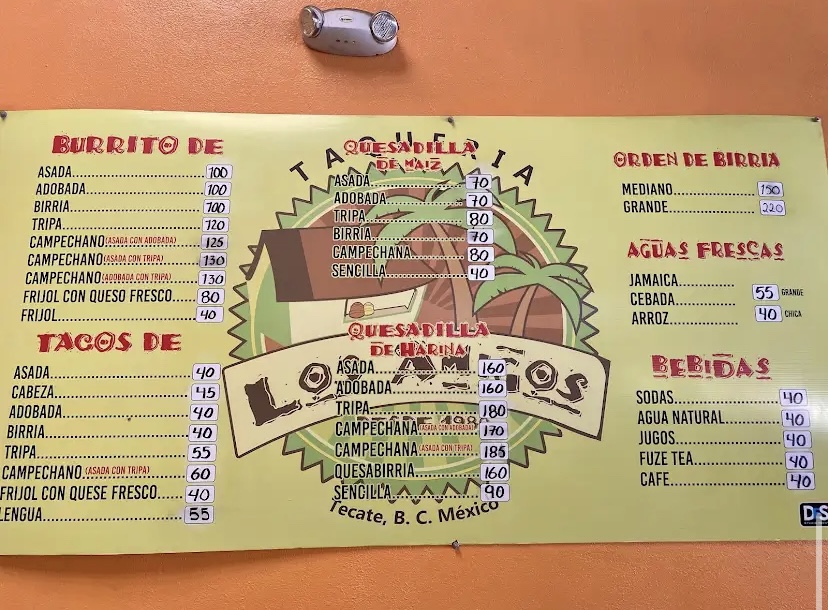 TAQUERIA
BURRITO DE
ASADA 100
ADOBADA 100
BIRRIA 100
TRIPA 120
CAMPECHANO (ASADA CON ADOBADA) 125
CAMPECHANO (ASADA CON TRIPA) 130
CAMPECHANO (ADOBADA CON TRIPA) 130
FRIJOL CON QUESO FRESCO 80
FRIJOL 40
TACOS DE
ASADA 40
CABEZA 45
ADOBADA 40
BIRRIA 40
TRIPA 55
CAMPECHANO (ASADA CON TRIPA) 60
FRIJOL CON QUESE FRESCO 40
LENGUA 55
QUESADILLA
DE MAIZ
ASADA 70
ADOBADA 70
TRIPA 80
BIRRIA 70
CAMPECHANA 80
SENCILLA 40
QUESADILLA
DE HARINA
ASADA 160
ADOBADA 160
TRIPA 180
CAMPECHANA (ASADA CON ADOBADA) 170
CAMPECHANA (ASADA CON TRIPA) 185
QUESABIRRIA 160
SENCILLA 90
DESDE
Tecate, B. C. México
ORDEN DE BIRRIA
MEDIANO 150
GRANDE 220
AGUAS FRESCAS
JAMAICA
CEBADA 55 GRANDE
ARROZ 40 CHICA
BEBIDAS
SODAS 40
AGUA NATURAL 40
JUGOS 40
FUZE TEA 40
CAFE 40